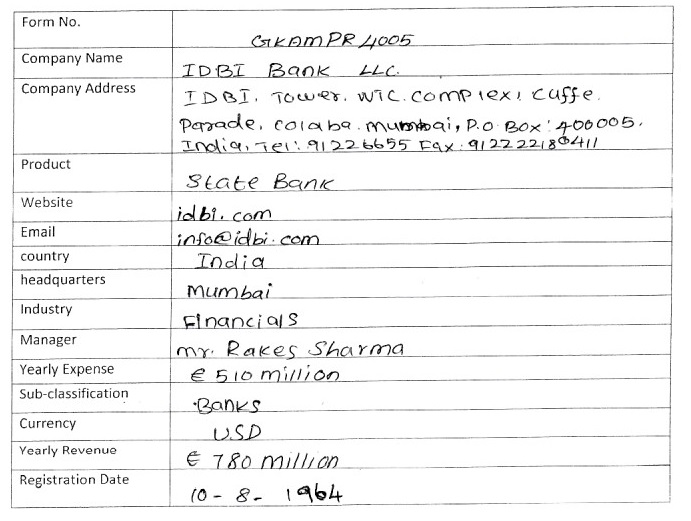 Form No. GKAMPR4005
Company Name IDBI Bank LLC.
Company Address IDBI. Tower. WTC. Complex, Cuffe.
Parade, Colaba. Mumbai, P.O. Box: 400005.
India, Tel: 91226655 Fax: 912222180411
Product State Bank
Website idbi.com
Email info@idbi.com
country India
headquarters Mumbai
Industry Financials
Manager Mr. Rakes Sharma
Yearly Expense € 510 million
Sub-classification Banks
Currency USD
Yearly Revenue € 780 million
Registration Date 10-8-1964